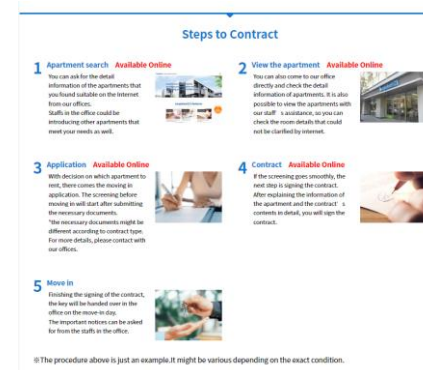 Steps to Contract
1 Apartment search Available Online
You can ask for the detail
information of the apartments that
you found suitable on the Internet
from our offices.
Staffs in the office could be
introducing other apartments that
meet your needs as well.
2 View the apartment Available Online
You can also come to our office
directly and check the detail
information of apartments. It is also
possible to view the apartments with
our staff' s assistance, so you can
check the room details that could
not be clarified by internet.
3 Application Available Online
With decision on which apartment to
rent, there comes the moving in
application. The screening before
moving in will start after submitting
the necessary documents.
*the necessary documents might be
different according to contract type.
For more details, please contact with
our offices.
4 Contract Available Online
If the screening goes smoothly, the
next step is signing the contract.
After explaining the information of
the apartment and the contract' s
contents in detail, you will sign the
contract.
5 Move in
Finishing the signing of the contract,
the key will be handed over in the
office on the move-in day.
The important notices can be asked
for from the staffs in the office.
※The procedure above is just an example.It might be various depending on the exact condition.